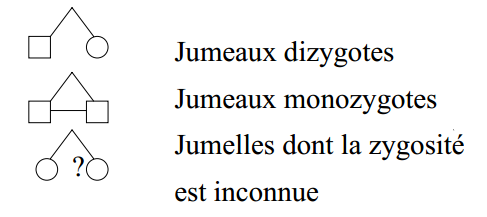 Jumeaux dizygotes
Jumeaux monozygotes
Jumelles dont la zygosité
?
est inconnue